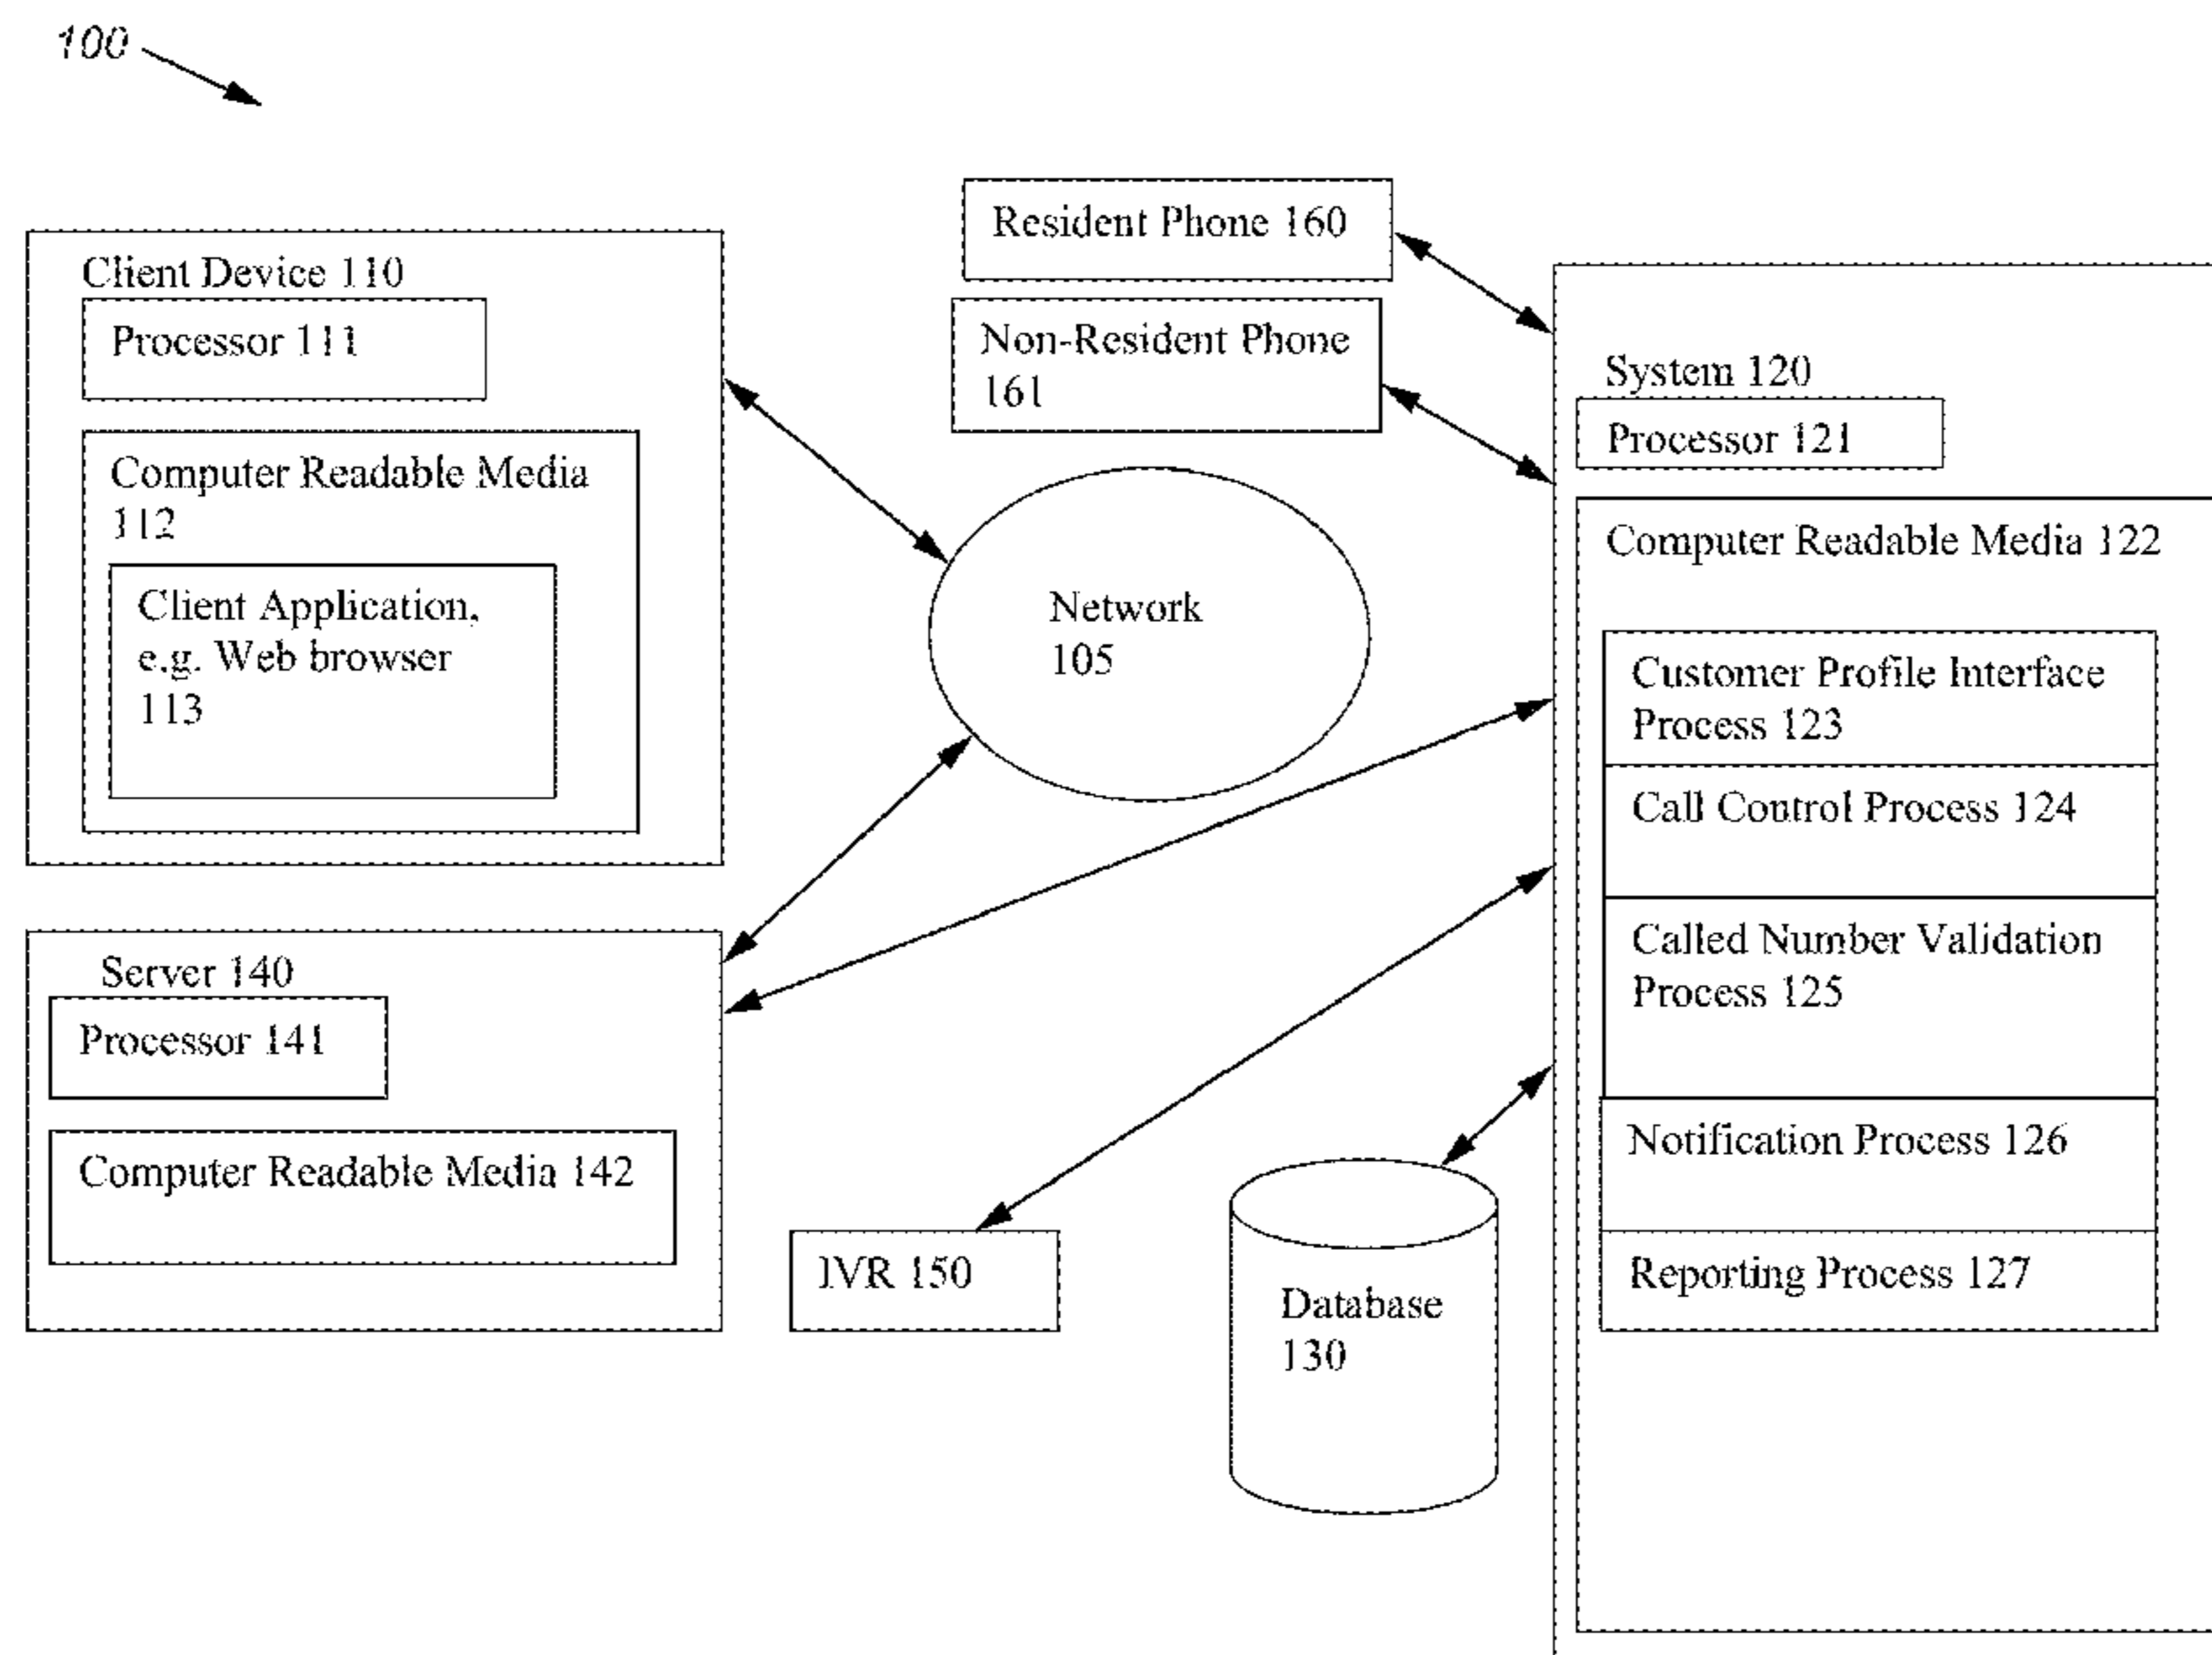 100
Resident Phone 160
Client Device 110
Processor 111
Non-Resident Phone
161
System 120
Processor 121
Computer Readable Media
112
Computer Readable Media 122
Client Application,
e.g. Web browser
113
Network
105
Customer Profile Interface
Process 123
Call Control Process 124
Called Number Validation
Process 125
Server 140
Processor 141
Notification Process 126
Computer Readable Media 142
IVR 150
Database
130
Reporting Process 127